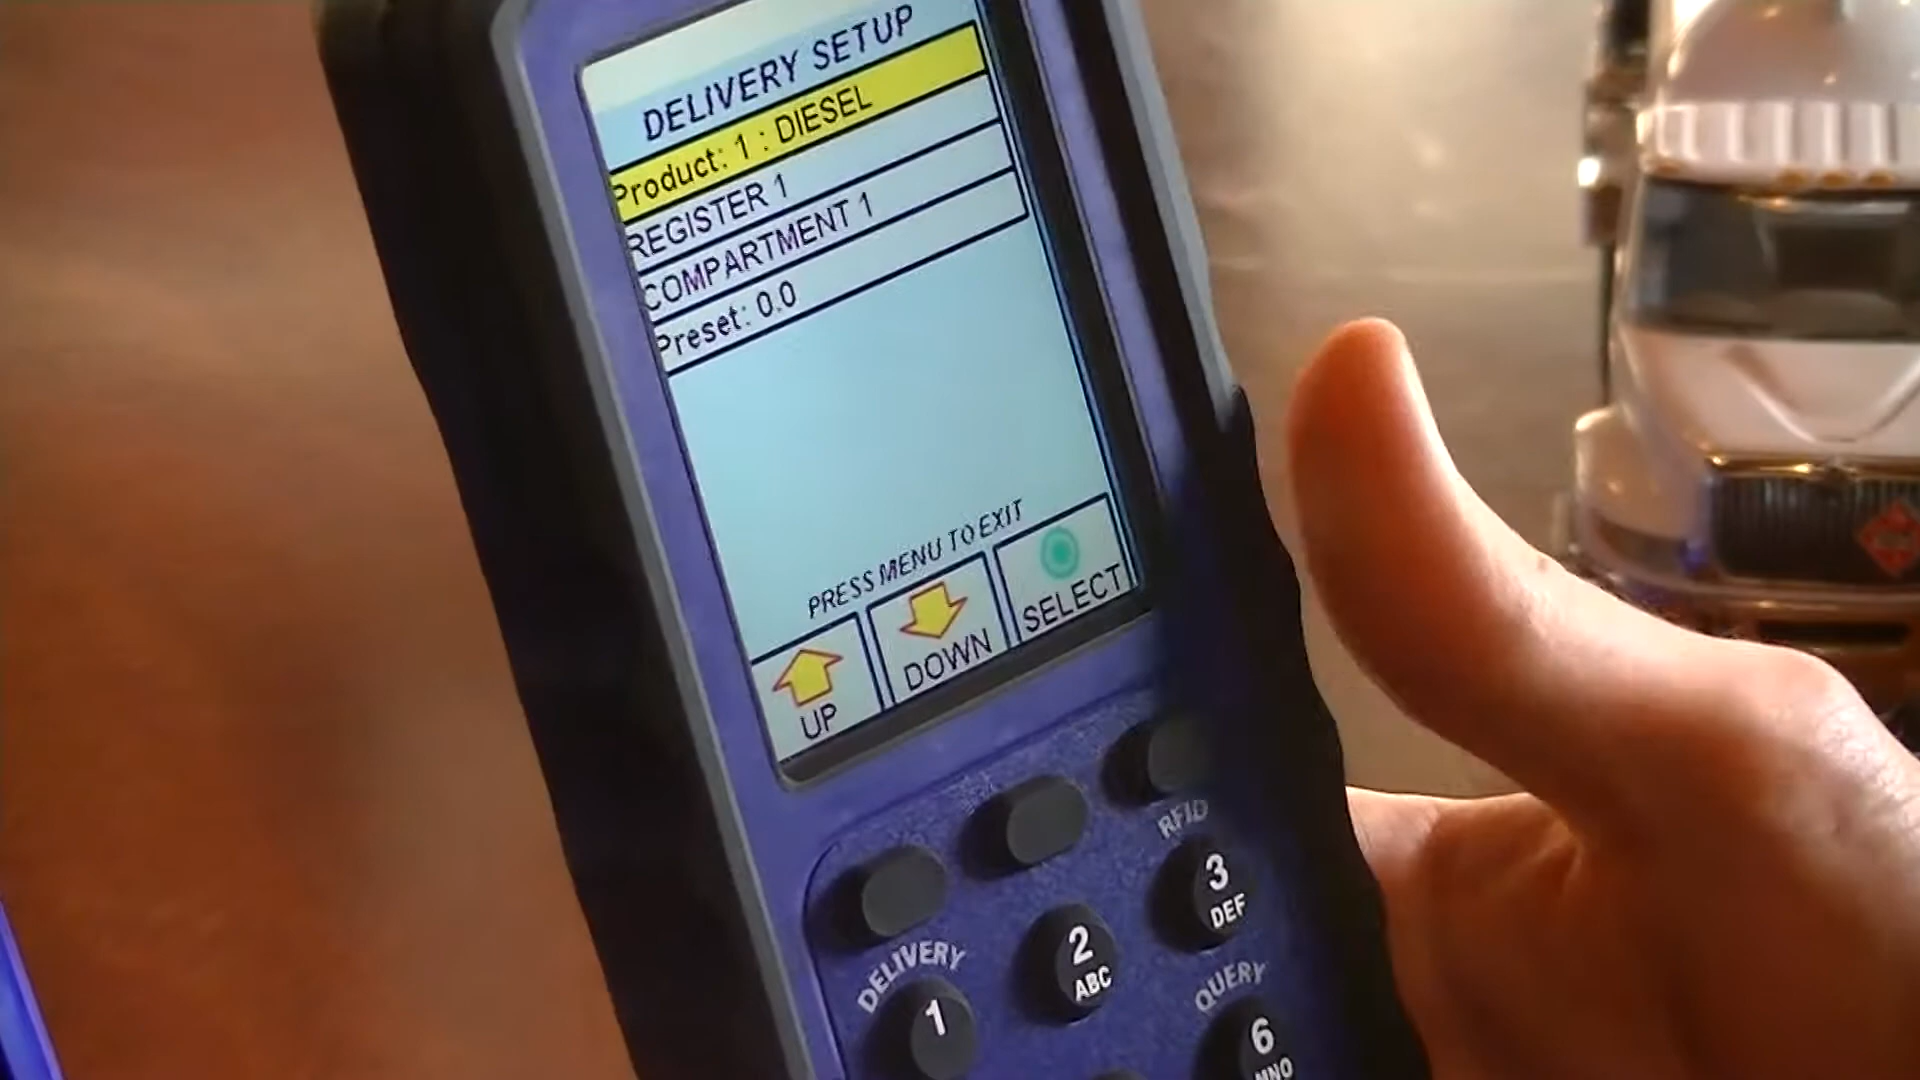 DELIVERY SETUP
Product: 1 : DIESEL
REGISTER 1
COMPARTMENT 1
Preset: 0.0
PRESS MENU TO EXIT
UP
DOWN
SELECT
RFID
3
DEF
2
ABC
DELIVERY
1
QUERY
6
MNO